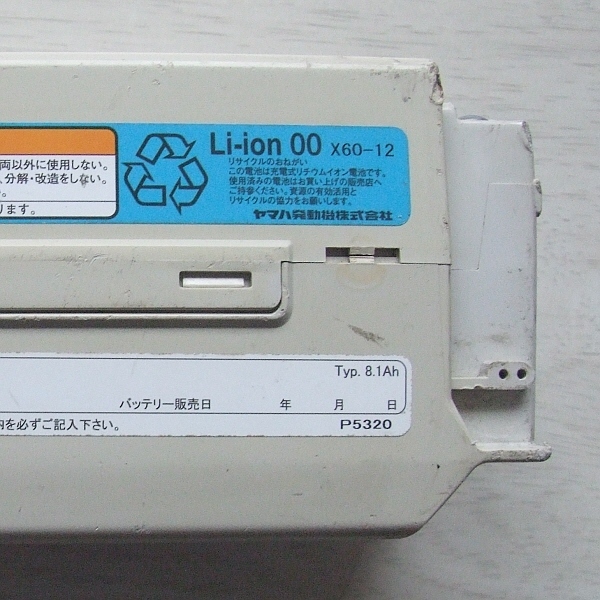 両以外に使用しない。
、分解・改造をしない。
ります。
Li-ion 00 X60-12
リサイクルのおねがい
この電池は充電式リチウムイオン電池です。
使用済みの電池はお買い上げの販売店へ
ご持参ください。資源の有効活用と
リサイクルの協力をお願いします。
ヤマハ発動機株式会社
Typ. 8.1Ah
バッテリー販売日 年 月 日
内を必ずご記入下さい。
P5320